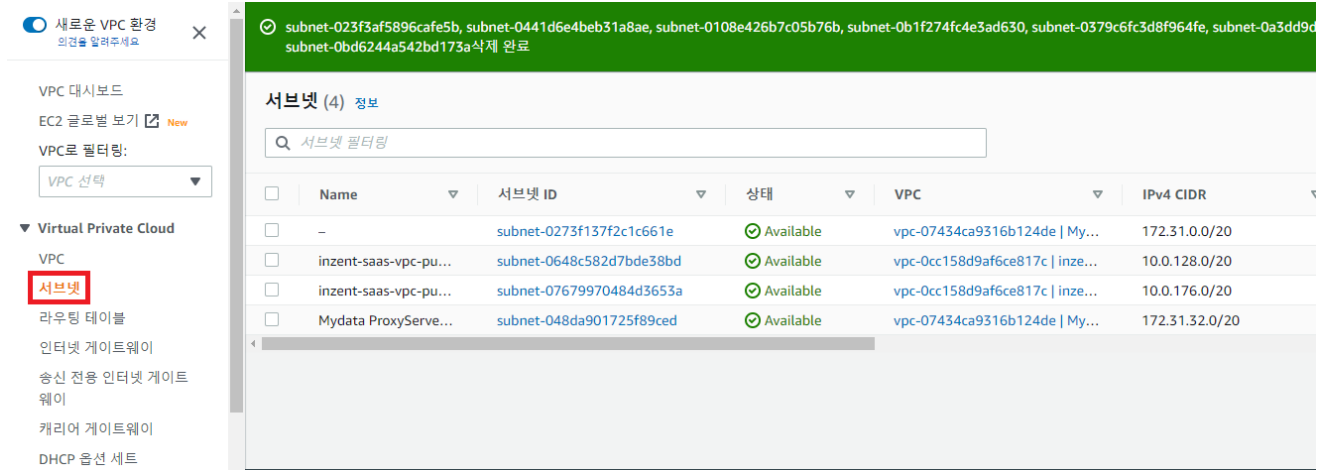 새로운 VPC 환경
의견을 알려주세요
VPC 대시보드
EC2 글로벌 보기 New
VPC로 필터링:
VPC 선택
Virtual Private Cloud
VPC
서브넷
라우팅 테이블
인터넷 게이트웨이
송신 전용 인터넷 게이트
웨이
캐리어 게이트웨이
DHCP 옵션 세트
subnet-023f3af5896cafe5b, subnet-0441d6e4beb31a8ae, subnet-0108e426b7c05b76b, subnet-0b1f274fc4e3ad630, subnet-0379c6fc3d8f964fe, subnet-0a3dd9d
subnet-0bd6244a542bd173a삭제 완료
서브넷 (4) 정보
서브넷 필터링
Name 서브넷 ID 상태 VPC IPv4 CIDR
– subnet-0273f137f2c1c661e Available vpc-07434ca9316b124de | My... 172.31.0.0/20
inzent-saas-vpc-pu... subnet-0648c582d7bde38bd Available vpc-0cc158d9af6ce817c | inze... 10.0.128.0/20
inzent-saas-vpc-pu... subnet-07679970484d3653a Available vpc-0cc158d9af6ce817c | inze... 10.0.176.0/20
Mydata ProxyServe... subnet-048da901725f89ced Available vpc-07434ca9316b124de | My... 172.31.32.0/20